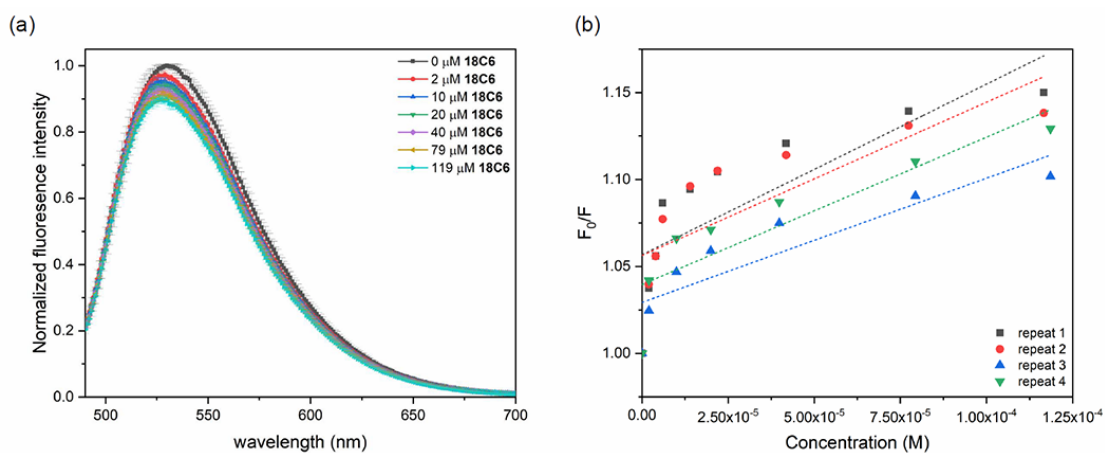 (a)
Normalized fluorescence intensity
1.0
0.8
0.6
0.4
0.2
0.0
500
550
600
650
700
wavelength (nm)
0 μM 18C6
2 μM 18C6
10 μM 18C6
20 μM 18C6
40 μM 18C6
79 μM 18C6
119 μM 18C6
(b)
F₀/F
1.15
1.10
1.05
1.00
0.00
2.50x10⁻⁵
5.00x10⁻⁵
7.50x10⁻⁵
1.00x10⁻⁴
1.25x10⁻⁴
Concentration (M)
repeat 1
repeat 2
repeat 3
repeat 4